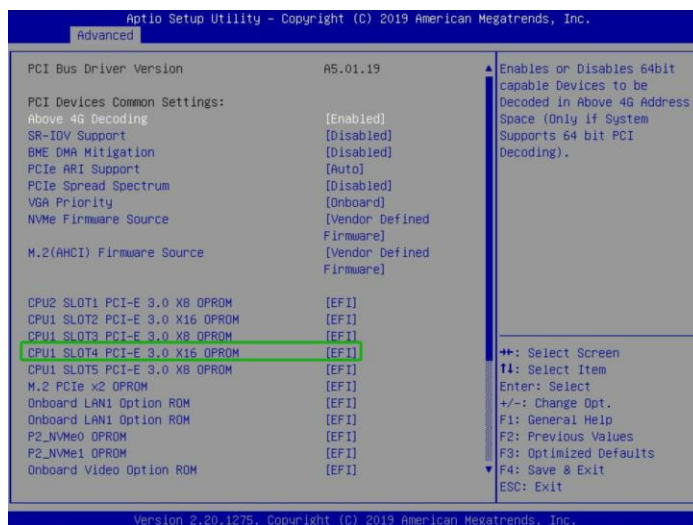 Aptio Setup Utility – Copyright (C) 2019 American Megatrends, Inc.
Advanced
PCI Bus Driver Version A5.01.19
PCI Devices Common Settings:
Above 4G Decoding [Enabled]
SR-IOV Support [Disabled]
BME DMA Mitigation [Disabled]
PCIe ARI Support [Auto]
PCIe Spread Spectrum [Disabled]
VGA Priority [Onboard]
NVMe Firmware Source [Vendor Defined
Firmware]
M.2(AHCI) Firmware Source [Vendor Defined
Firmware]
CPU2 SLOT1 PCI-E 3.0 X8 OPROM [EFI]
CPU1 SLOT2 PCI-E 3.0 X16 OPROM [EFI]
CPU1 SLOT3 PCI-E 3.0 X8 OPROM [EFI]
CPU1 SLOT4 PCI-E 3.0 X16 OPROM [EFI]
CPU1 SLOT5 PCI-E 3.0 X8 OPROM [EFI]
M.2 PCIe x2 OPROM [EFI]
Onboard LAN1 Option ROM [EFI]
Onboard LAN1 Option ROM [EFI]
P2_NVMe0 OPROM [EFI]
P2_NVMe1 OPROM [EFI]
Onboard Video Option ROM [EFI]
Enables or Disables 64bit
capable Devices to be
Decoded in Above 4G Address
Space (Only if System
Supports 64 bit PCI
Decoding).
→←: Select Screen
↑↓: Select Item
Enter: Select
+/-: Change Opt.
F1: General Help
F2: Previous Values
F3: Optimized Defaults
F4: Save & Exit
ESC: Exit
Version 2.20.1275. Copyright (C) 2019 American Megatrends, Inc.